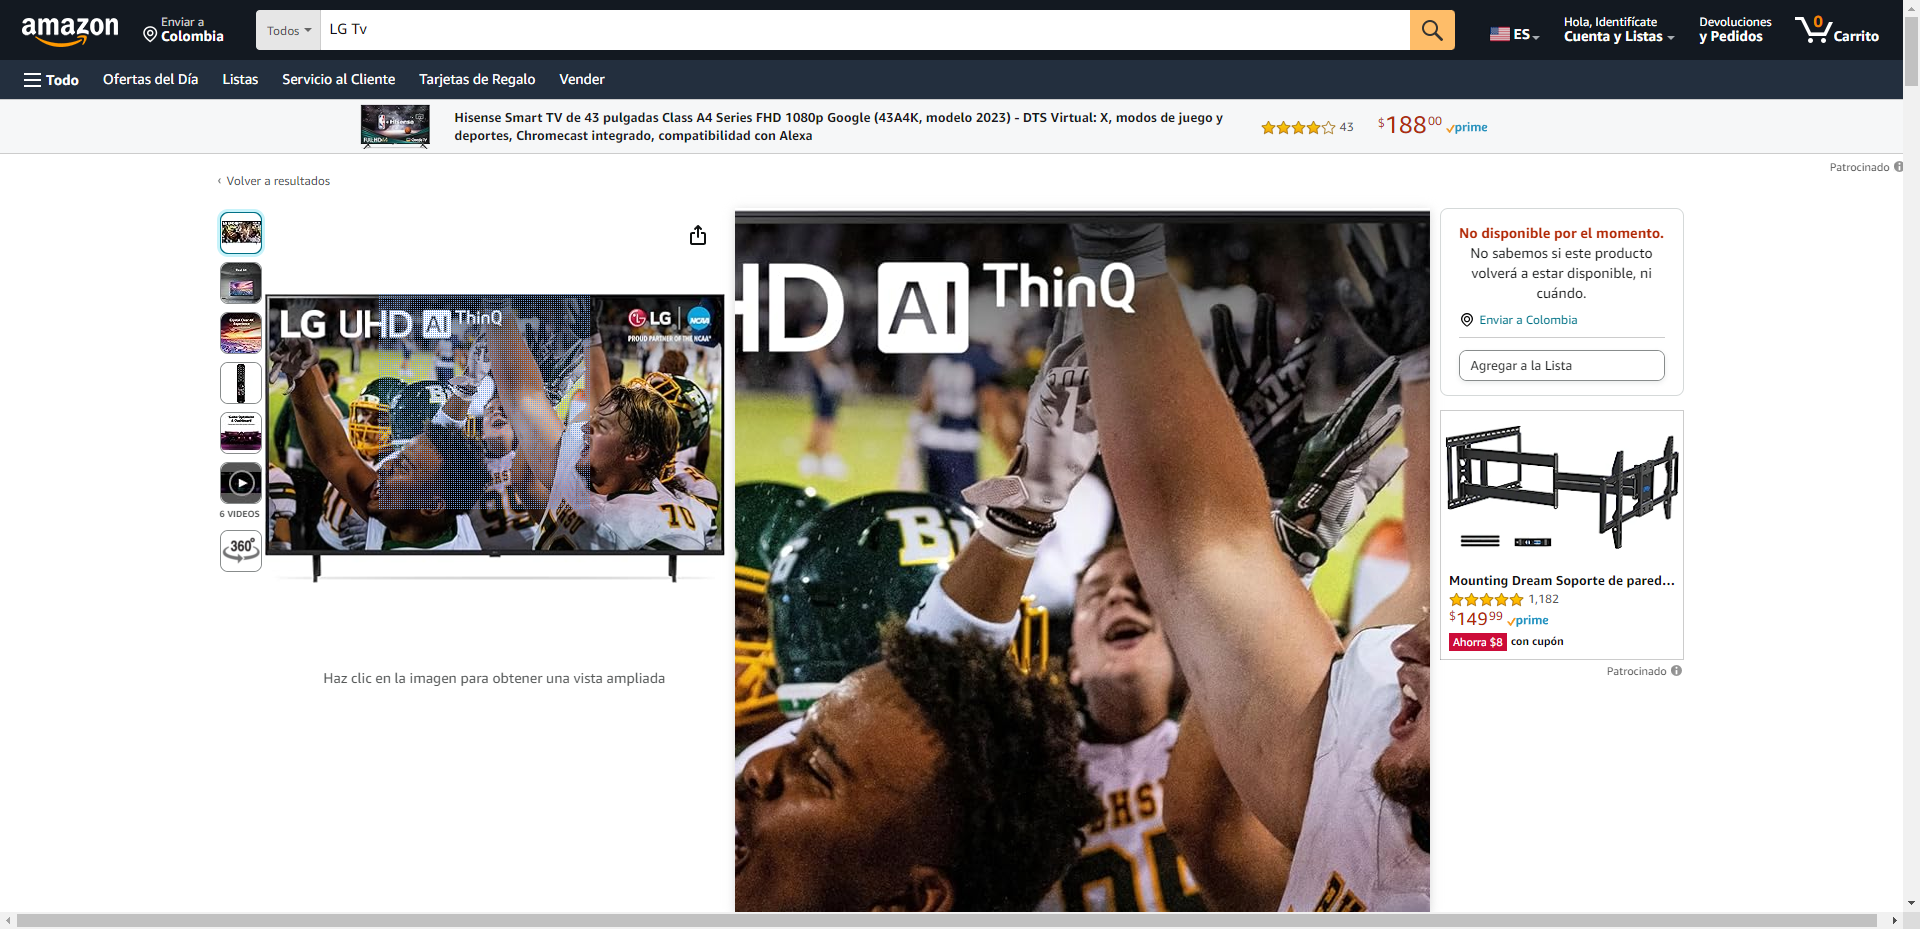 amazon
Enviar a
Colombia
Todos
LG Tv
ES
Hola, Identifícate
Cuenta y Listas
Devoluciones
y Pedidos
0
Carrito
Todo
Ofertas del Día
Listas
Servicio al Cliente
Tarjetas de Regalo
Vender
Hisense Smart TV de 43 pulgadas Class A4 Series FHD 1080p Google (43A4K, modelo 2023) - DTS Virtual: X, modos de juego y
deportes, Chromecast integrado, compatibilidad con Alexa
43
$18800
prime
Patrocinado
‹ Volver a resultados
6 VIDEOS
360°
LG UHD AI ThinQ
LG
NCAA
PROUD PARTNER OF THE NCAA
70
Haz clic en la imagen para obtener una vista ampliada
HD AI ThinQ
B
No disponible por el momento.
No sabemos si este producto
volverá a estar disponible, ni
cuándo.
Enviar a Colombia
Agregar a la Lista
Mounting Dream Soporte de pared...
1,182
$14999
prime
Ahorra $8 con cupón
Patrocinado